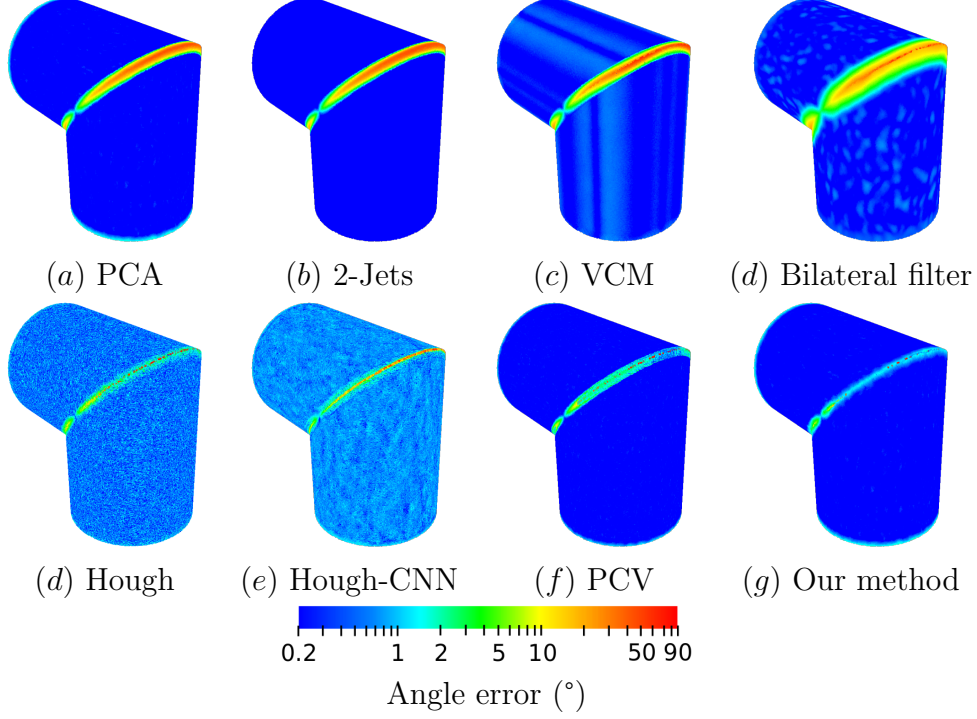 (a) PCA (b) 2-Jets (c) VCM (d) Bilateral filter
(d) Hough (e) Hough-CNN (f) PCV (g) Our method
0.2 1 2 5 10 50 90
Angle error (°)